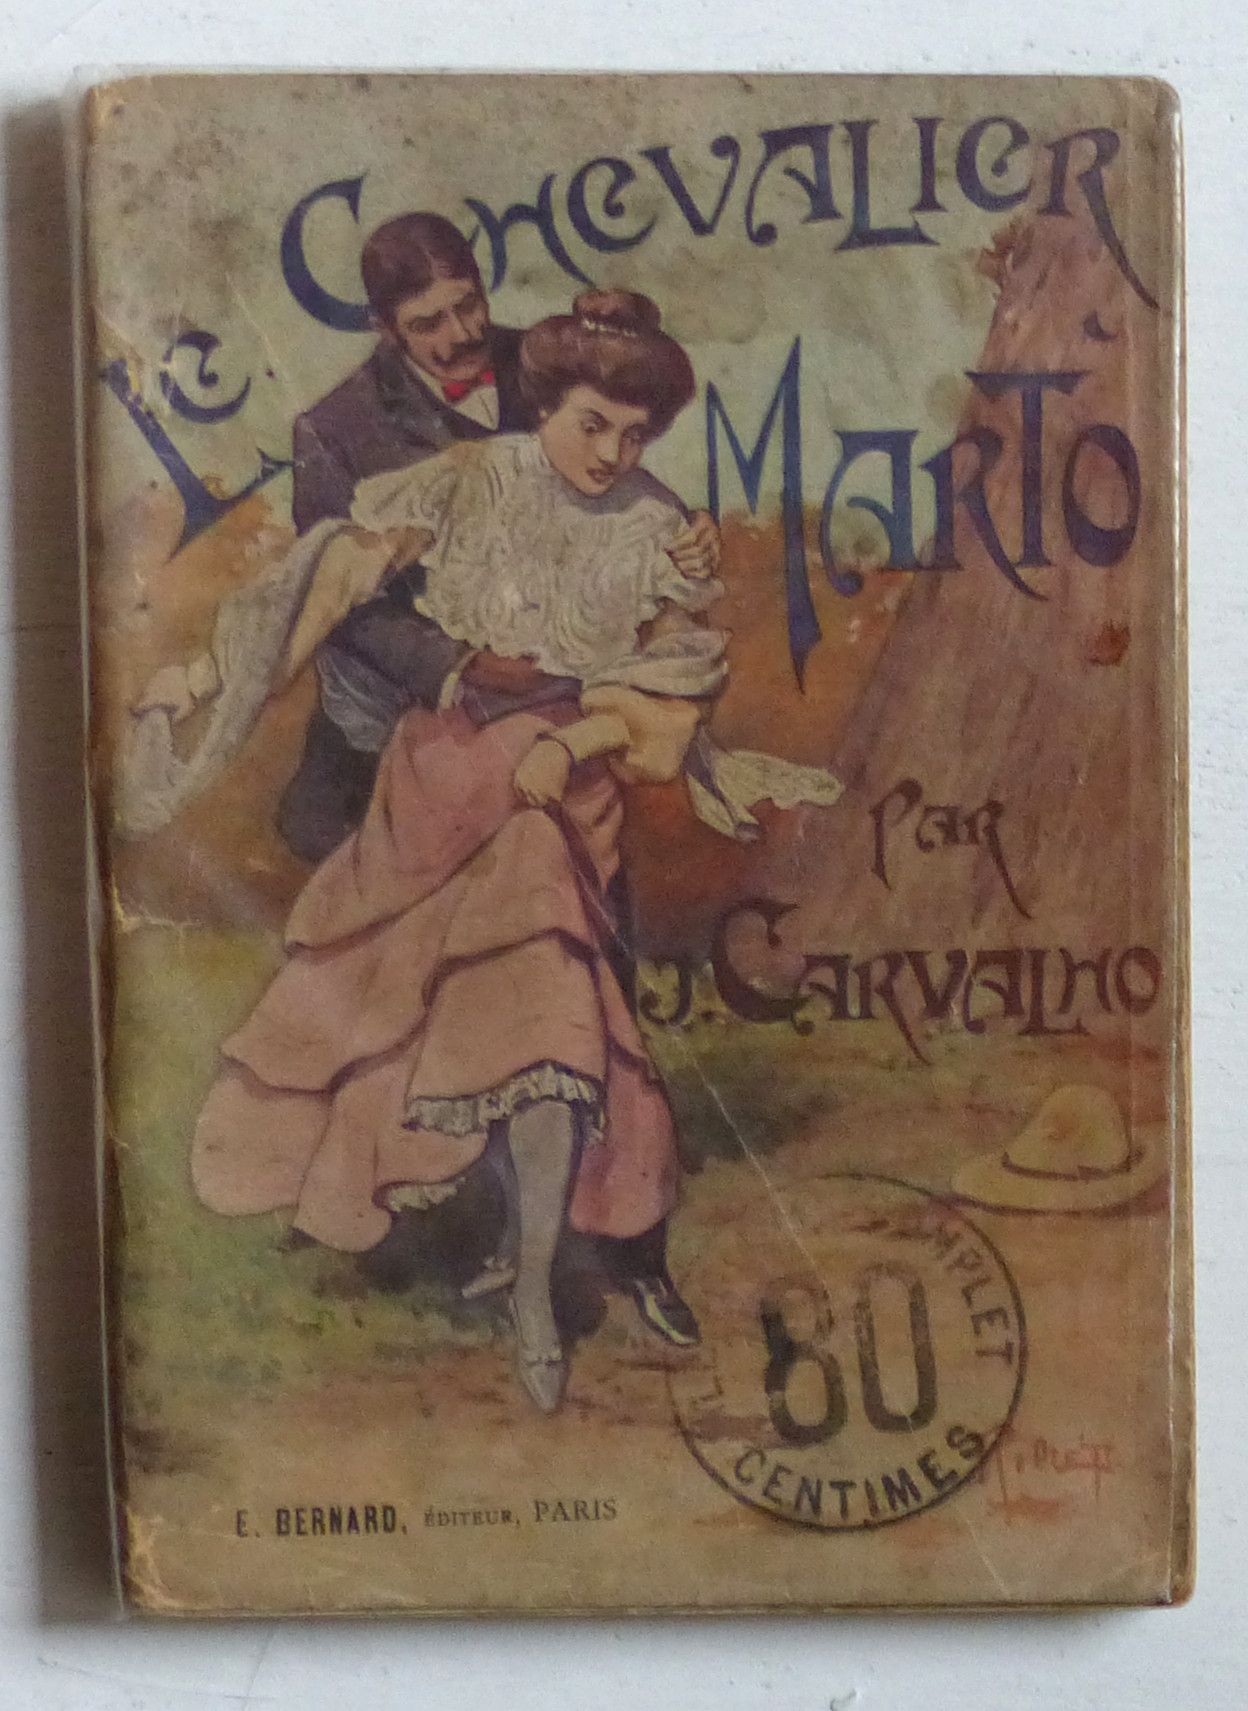 Le Chevalier
Marto
Par
J. Carvalho
80
CENTIMES
E. BERNARD, ÉDITEUR, PARIS